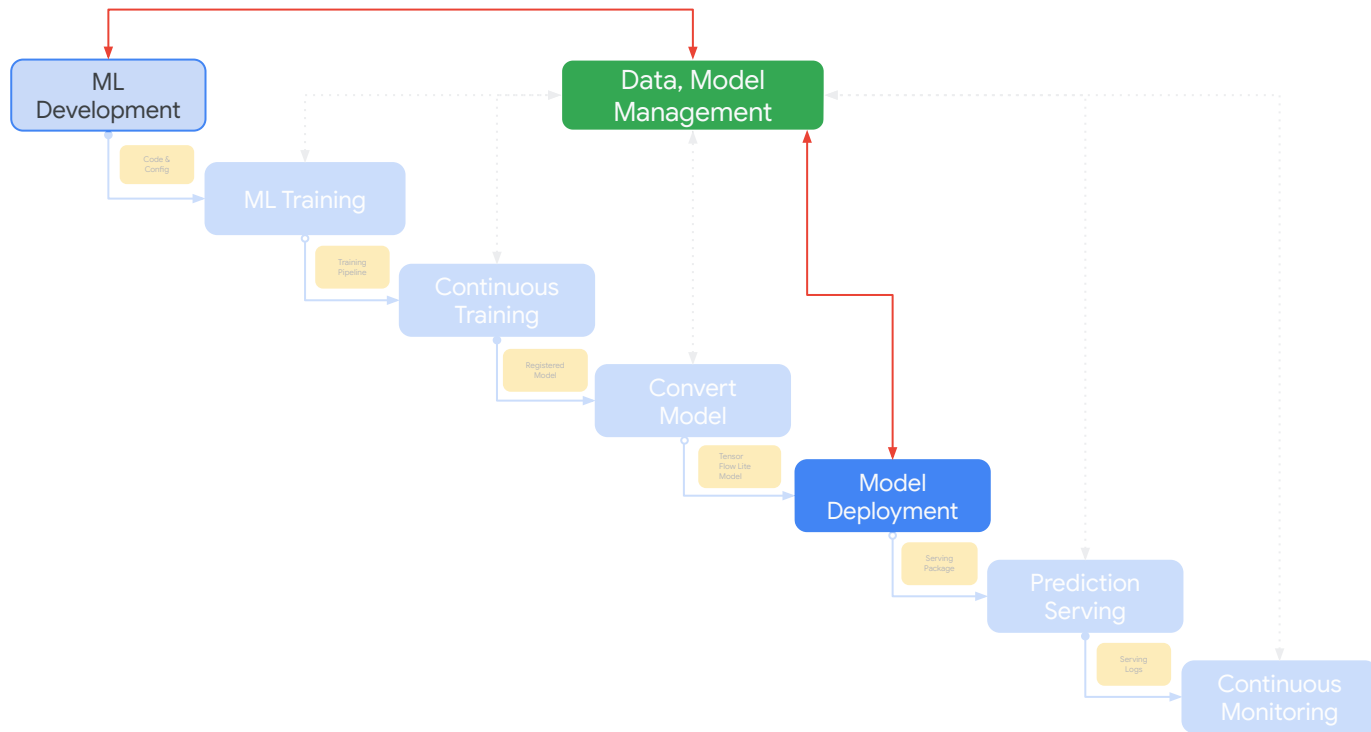 ML
Development
Data, Model
Management
Code &
Config
ML Training
Training
Pipeline
Continuous
Training
Registered
Model
Convert
Model
Tensor
Flow Lite
Model
Model
Deployment
Serving
Package
Prediction
Serving
Serving
Logs
Continuous
Monitoring